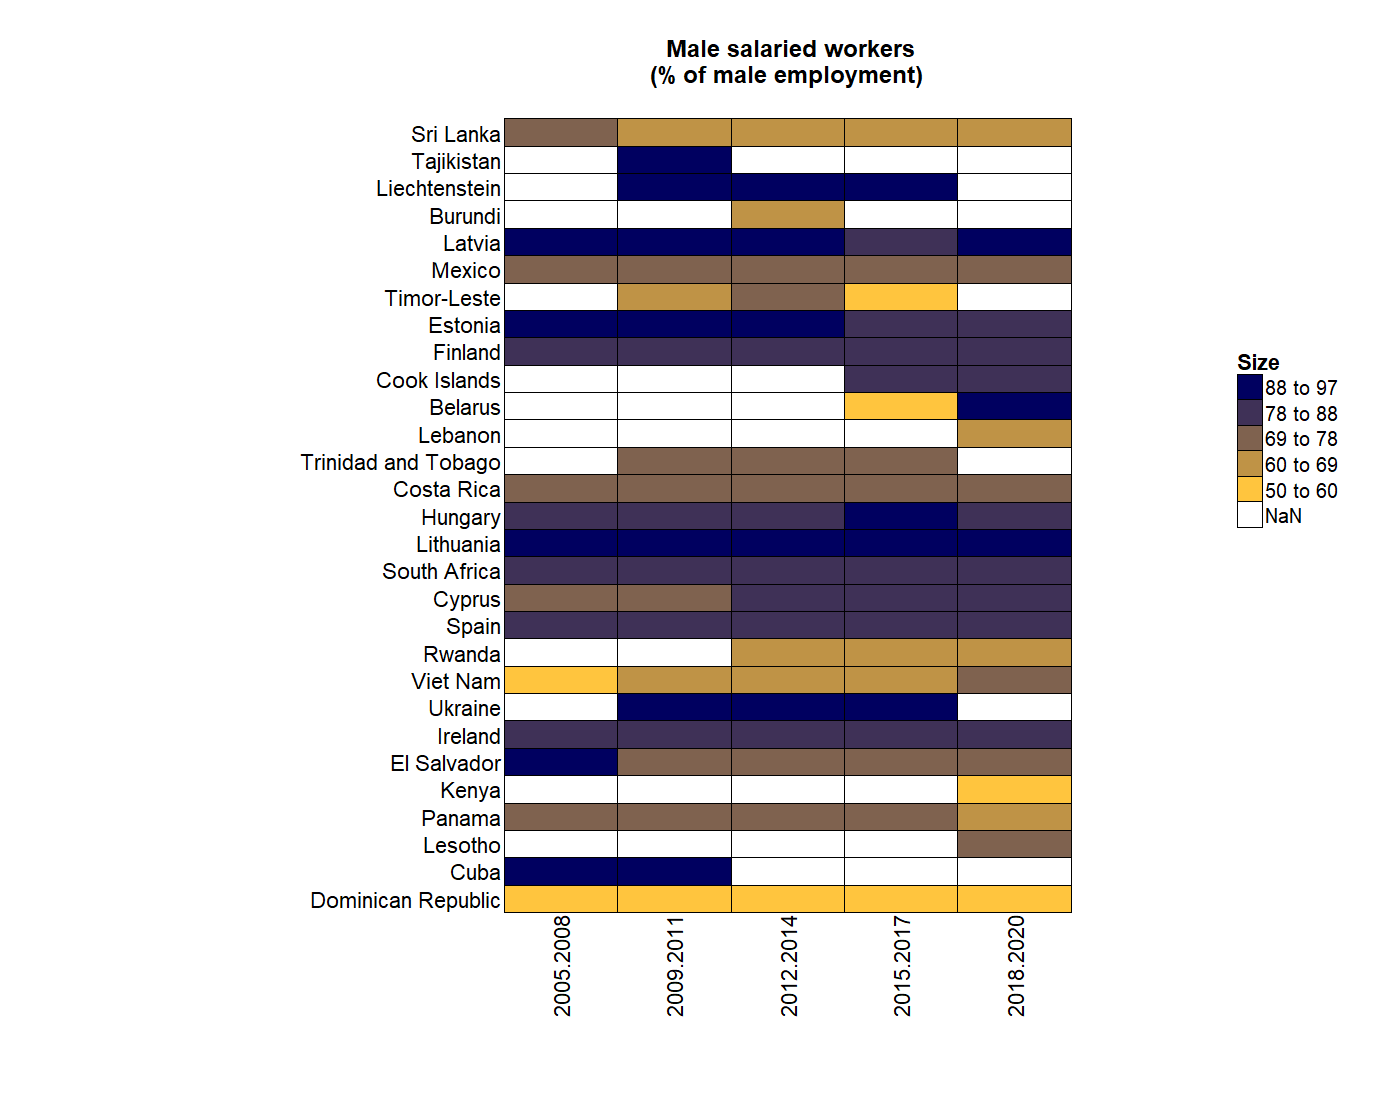 Male salaried workers
(% of male employment)
Sri Lanka
Tajikistan
Liechtenstein
Burundi
Latvia
Mexico
Timor-Leste
Estonia
Finland
Cook Islands
Belarus
Lebanon
Trinidad and Tobago
Costa Rica
Hungary
Lithuania
South Africa
Cyprus
Spain
Rwanda
Viet Nam
Ukraine
Ireland
El Salvador
Kenya
Panama
Lesotho
Cuba
Dominican Republic
2005.2008
2009.2011
2012.2014
2015.2017
2018.2020
Size
88 to 97
78 to 88
69 to 78
60 to 69
50 to 60
NaN